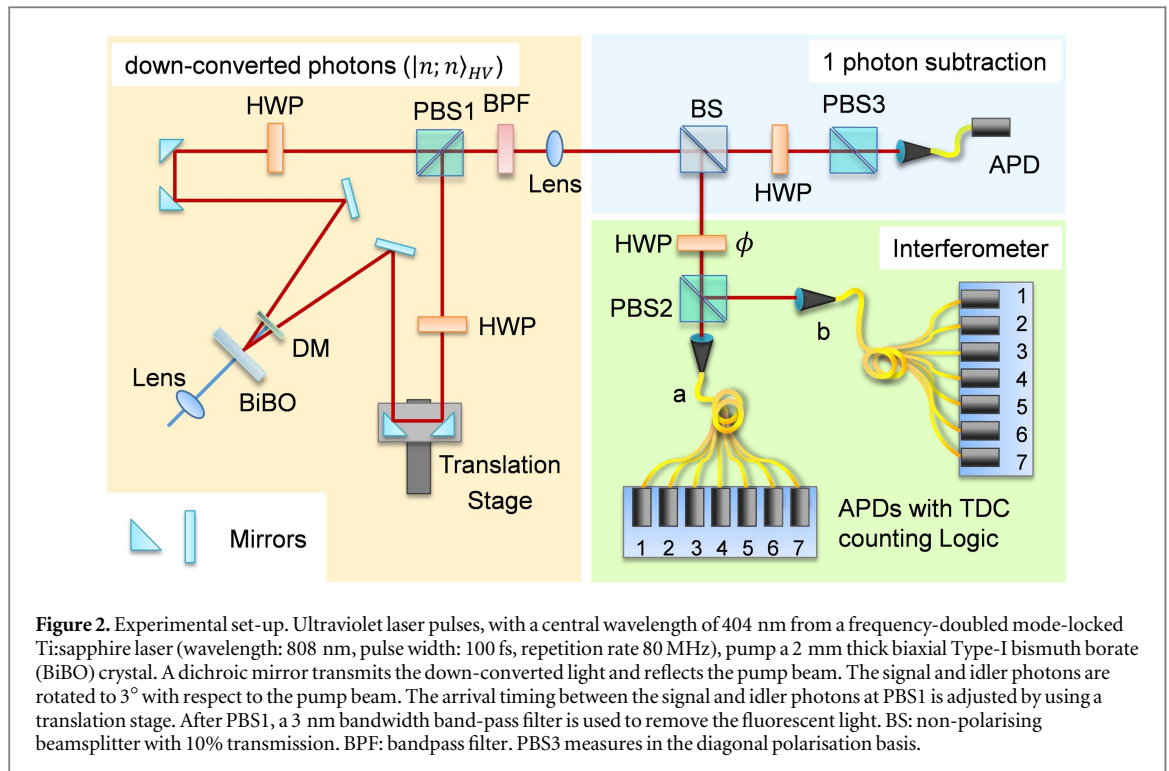 down-converted photons (|n; n⟩HV)
1 photon subtraction
HWP
PBS1
BPF
Lens
BS
PBS3
HWP
APD
HWP
ϕ
Interferometer
PBS2
b
a
1
2
3
4
5
6
7
DM
BiBO
Lens
HWP
Translation
Stage
Mirrors
APDs with TDC
counting Logic
1 2 3 4 5 6 7
Figure 2. Experimental set-up. Ultraviolet laser pulses, with a central wavelength of 404 nm from a frequency-doubled mode-locked
Ti:sapphire laser (wavelength: 808 nm, pulse width: 100 fs, repetition rate 80 MHz), pump a 2 mm thick biaxial Type-I bismuth borate
(BiBO) crystal. A dichroic mirror transmits the down-converted light and reflects the pump beam. The signal and idler photons are
rotated to 3° with respect to the pump beam. The arrival timing between the signal and idler photons at PBS1 is adjusted by using a
translation stage. After PBS1, a 3 nm bandwidth band-pass filter is used to remove the fluorescent light. BS: non-polarising
beamsplitter with 10% transmission. BPF: bandpass filter. PBS3 measures in the diagonal polarisation basis.